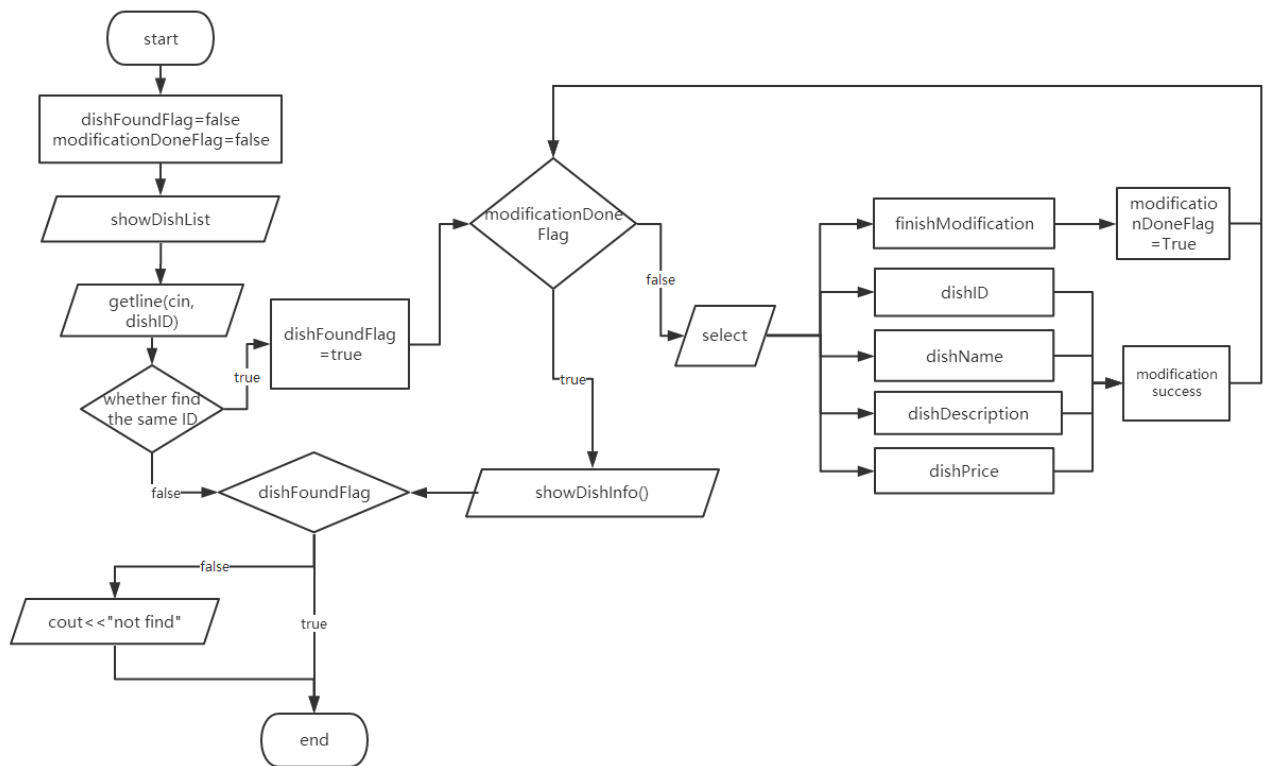 start
dishFoundFlag=false
modificationDoneFlag=false
showDishList
getline(cin,
dishID)
whether find
the same ID
true
false
dishFoundFlag
=true
modificationDone
Flag
false
true
select
finishModification
modificatio
nDoneFlag
=True
dishID
dishName
dishDescription
dishPrice
modification
success
showDishInfo()
dishFoundFlag
false
true
cout<<"not find"
end